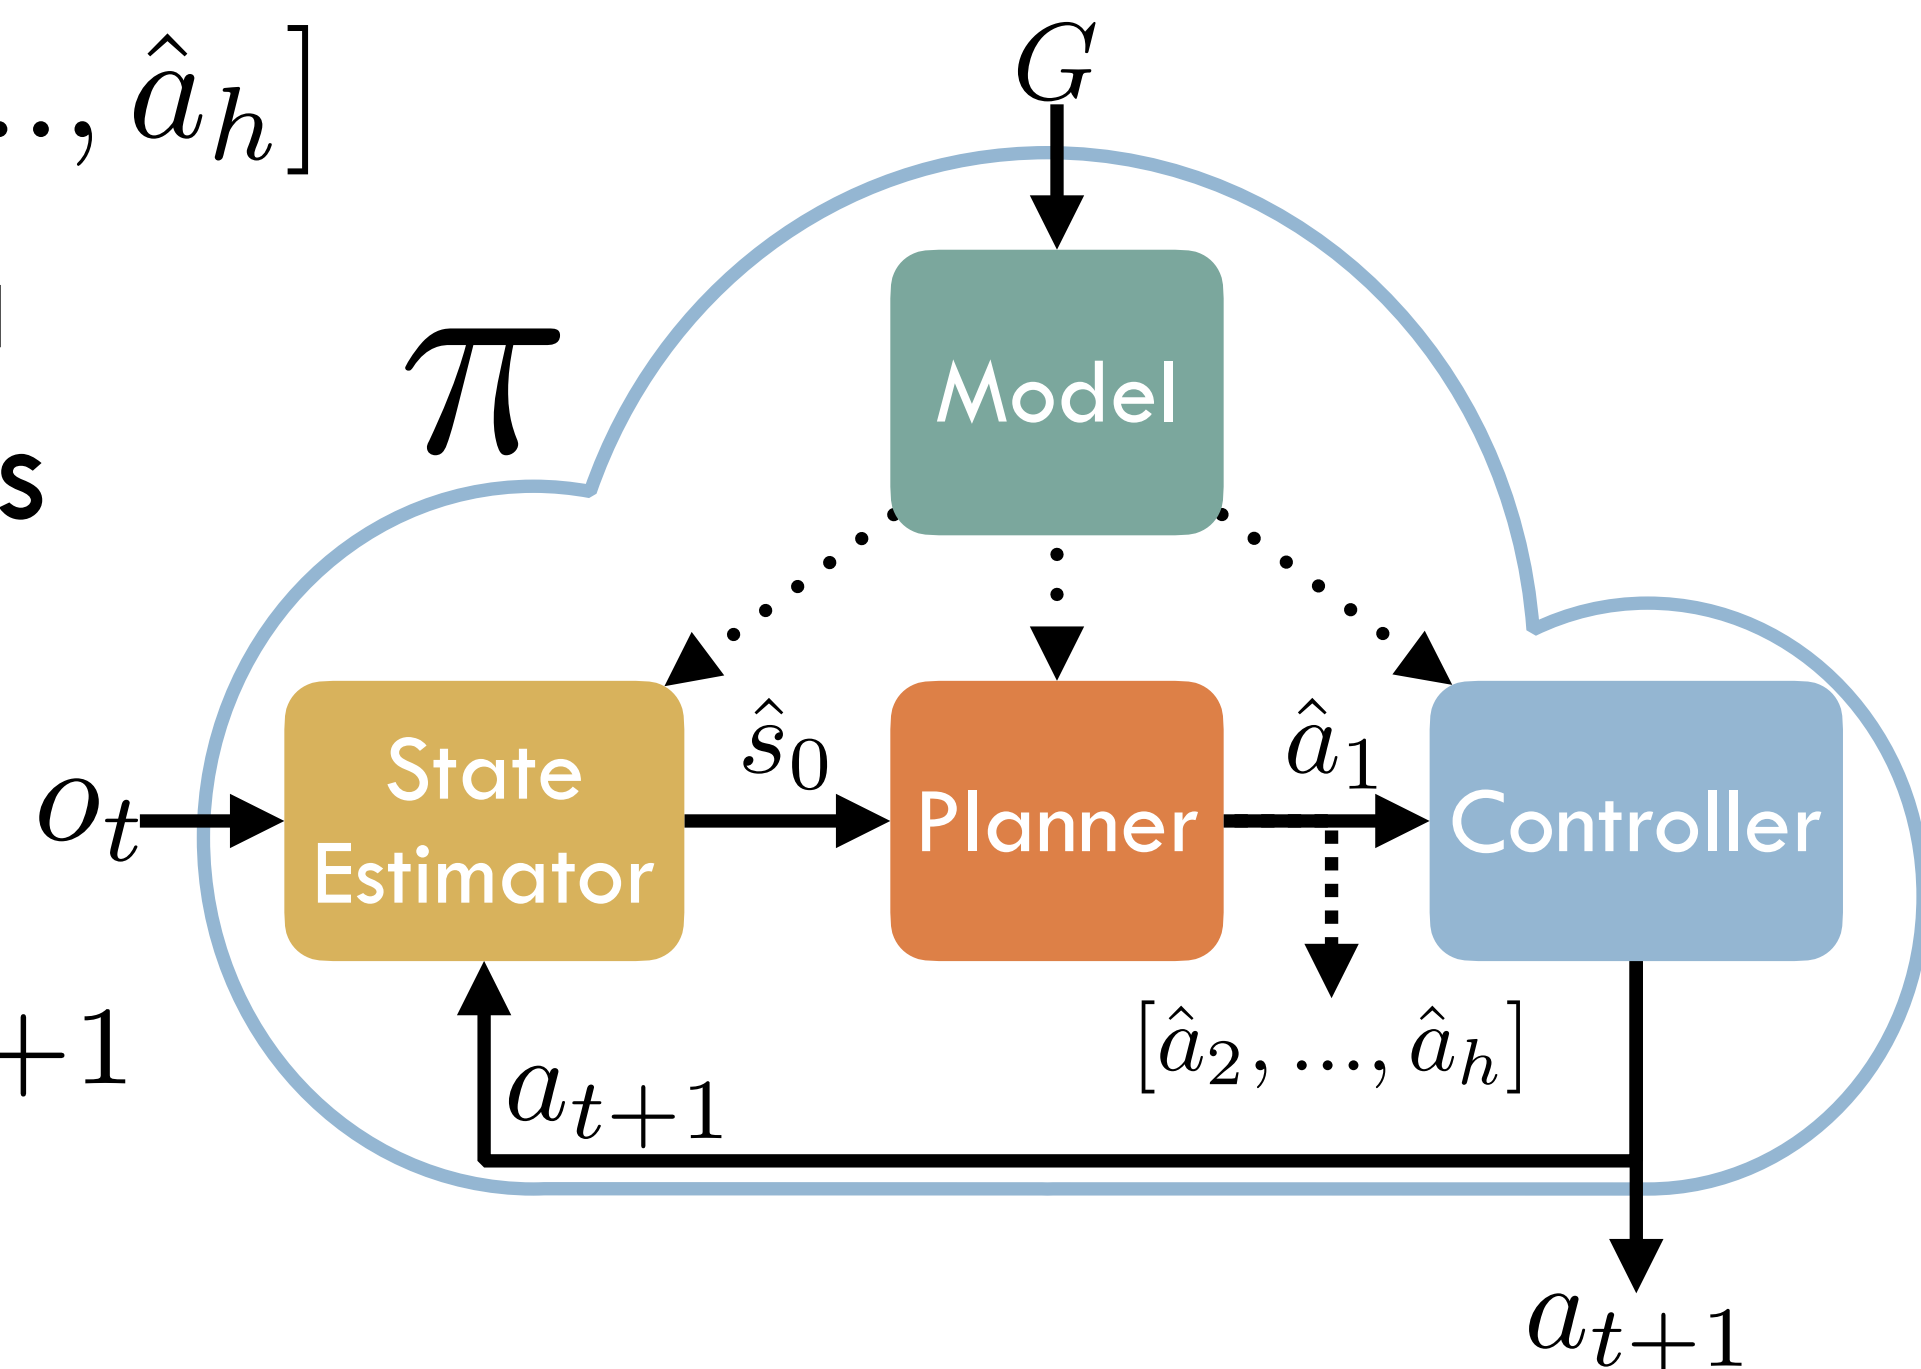 ..., â_h]
G
π
Model
s
State
Estimator
ŝ_0
Planner
â_1
Controller
o_t
[â_2, ..., â_h]
+1
a_{t+1}
a_{t+1}